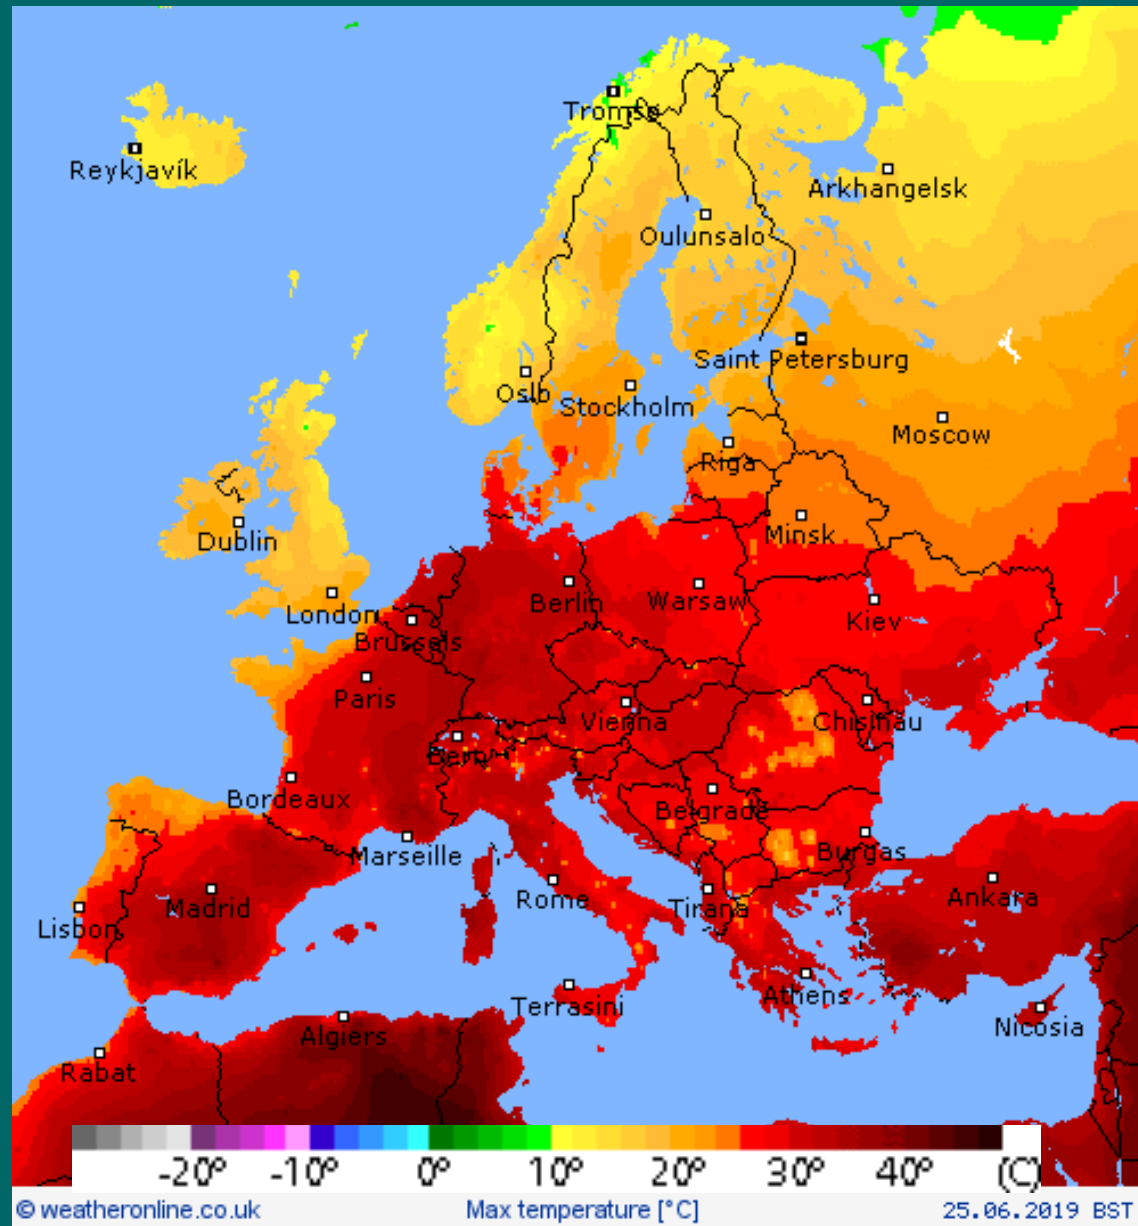 Tromsø
Reykjavík
Arkhangelsk
Oulunsalo
Saint Petersburg
Oslo
Stockholm
Moscow
Riga
Dublin
Minsk
London
Berlin
Warsaw
Kiev
Brussels
Paris
Vienna
Chisinau
Bern
Bordeaux
Belgrade
Marseille
Burgas
Madrid
Rome
Tirana
Ankara
Lisbon
Terrasini
Athens
Nicosia
Algiers
Rabat
-20° -10° 0° 10° 20° 30° 40° (C)
© weatheronline.co.uk Max temperature [°C] 25.06.2019 BST